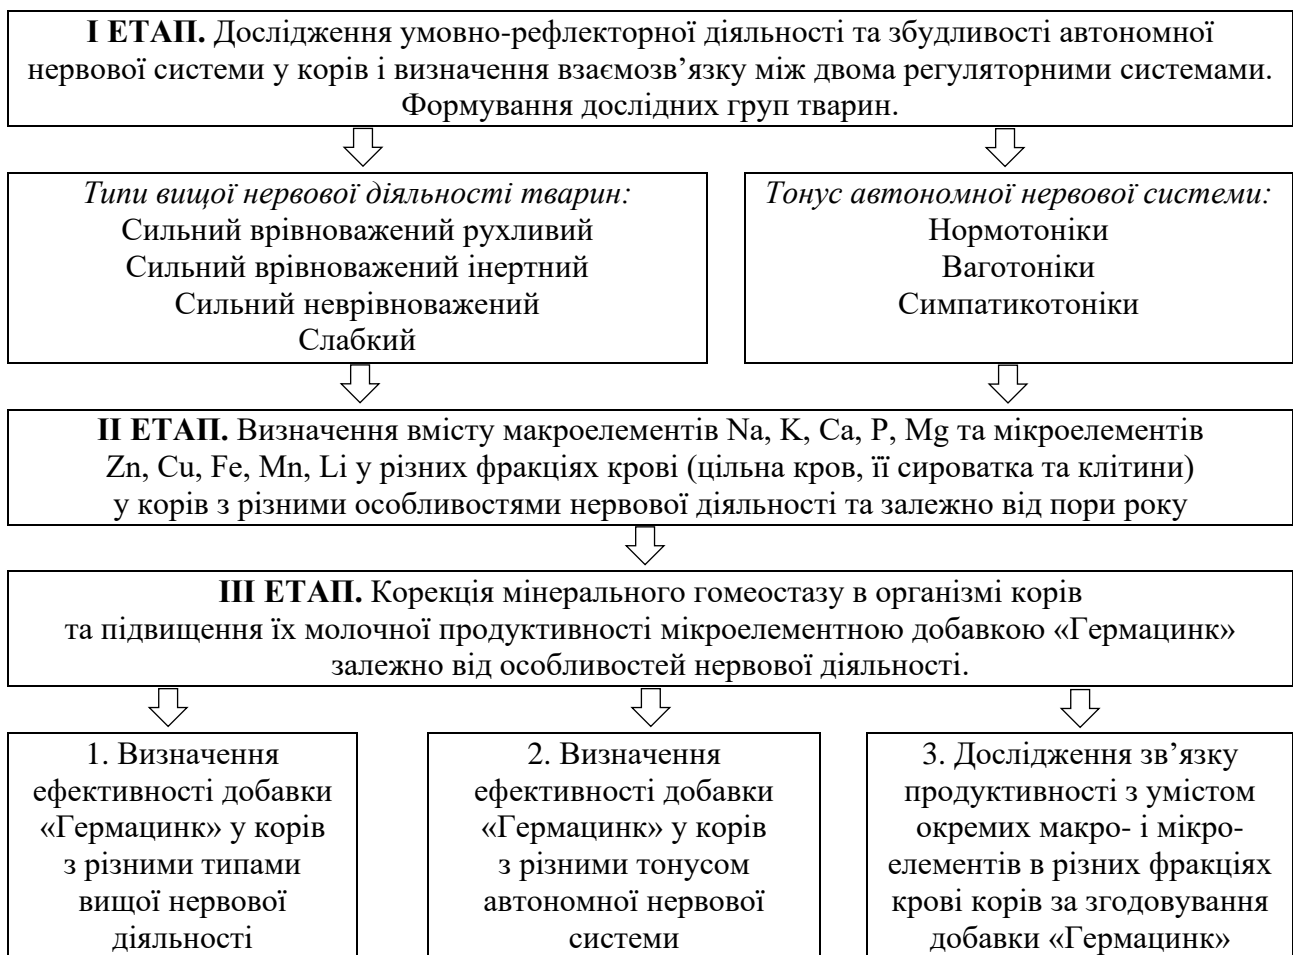 І ЕТАП. Дослідження умовно-рефлекторної діяльності та збудливості автономної
нервової системи у корів і визначення взаємозв’язку між двома регуляторними системами.
Формування дослідних груп тварин.
Типи вищої нервової діяльності тварин:
Сильний врівноважений рухливий
Сильний врівноважений інертний
Сильний неврівноважений
Слабкий
Тонус автономної нервової системи:
Нормотоніки
Ваготоніки
Симпатикотоніки
ІІ ЕТАП. Визначення вмісту макроелементів Na, K, Ca, P, Mg та мікроелементів
Zn, Cu, Fe, Mn, Li у різних фракціях крові (цільна кров, її сироватка та клітини)
у корів з різними особливостями нервової діяльності та залежно від пори року
ІІІ ЕТАП. Корекція мінерального гомеостазу в організмі корів
та підвищення їх молочної продуктивності мікроелементною добавкою «Гермацинк»
залежно від особливостей нервової діяльності.
1. Визначення
ефективності добавки
«Гермацинк» у корів
з різними типами
вищої нервової
діяльності
2. Визначення
ефективності добавки
«Гермацинк» у корів
з різними тонусом
автономної нервової
системи
3. Дослідження зв’язку
продуктивності з умістом
окремих макро- і мікро-
елементів в різних фракціях
крові корів за згодовування
добавки «Гермацинк»